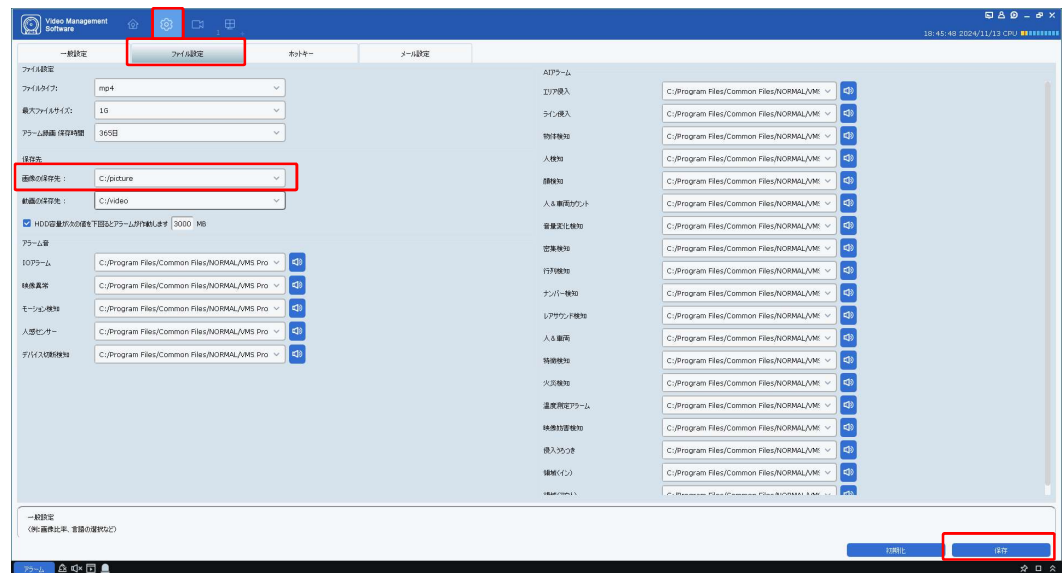 Video Management
Software
18:45:48 2024/11/13 CPU
一般設定
ファイル設定
ホットキー
メール設定
ファイル設定
ファイルタイプ:
mp4
最大ファイルサイズ:
1G
アラーム録画 保存時間
365日
保存先
画像の保存先 :
C:/picture
動画の保存先 :
C:/video
HDD容量が次の値を下回るとアラームが作動します 3000 MB
アラーム音
IOアラーム
C:/Program Files/Common Files/NORMAL/VMS Pro
映像異常
C:/Program Files/Common Files/NORMAL/VMS Pro
モーション検知
C:/Program Files/Common Files/NORMAL/VMS Pro
人感センサー
C:/Program Files/Common Files/NORMAL/VMS Pro
デバイス切断検知
C:/Program Files/Common Files/NORMAL/VMS Pro
AIアラーム
エリア侵入
C:/Program Files/Common Files/NORMAL/VMS
ライン侵入
C:/Program Files/Common Files/NORMAL/VMS
物体検知
C:/Program Files/Common Files/NORMAL/VMS
人検知
C:/Program Files/Common Files/NORMAL/VMS
顔検知
C:/Program Files/Common Files/NORMAL/VMS
人&車両カウント
C:/Program Files/Common Files/NORMAL/VMS
音量変化検知
C:/Program Files/Common Files/NORMAL/VMS
密集検知
C:/Program Files/Common Files/NORMAL/VMS
行列検知
C:/Program Files/Common Files/NORMAL/VMS
ナンバー検知
C:/Program Files/Common Files/NORMAL/VMS
レアサウンド検知
C:/Program Files/Common Files/NORMAL/VMS
人&車両
C:/Program Files/Common Files/NORMAL/VMS
特徴検知
C:/Program Files/Common Files/NORMAL/VMS
火災検知
C:/Program Files/Common Files/NORMAL/VMS
温度測定アラーム
C:/Program Files/Common Files/NORMAL/VMS
映像妨害検知
C:/Program Files/Common Files/NORMAL/VMS
侵入うろつき
C:/Program Files/Common Files/NORMAL/VMS
領域(イン)
C:/Program Files/Common Files/NORMAL/VMS
一般設定
(例:画像比率、言語の選択など)
初期化
保存
アラーム